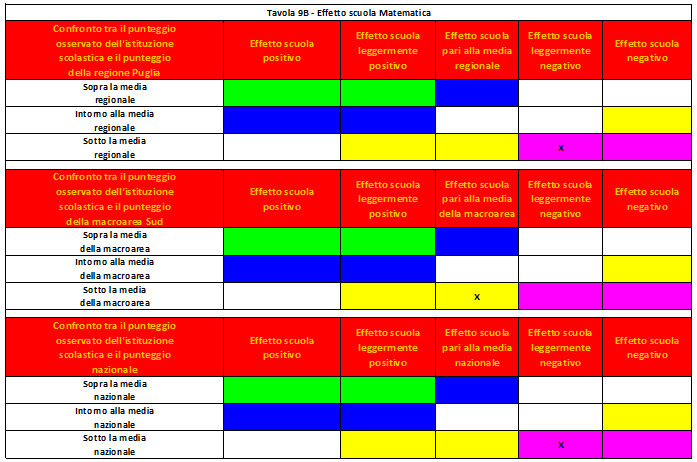 Tavola 9B - Effetto scuola Matematica
Confronto tra il punteggio
osservato dell'istituzione
scolastica e il punteggio
della regione Puglia
Effetto scuola
positivo
Effetto scuola
leggermente
positivo
Effetto scuola
pari alla media
regionale
Effetto scuola
leggermente
negativo
Effetto scuola
negativo
Sopra la media
regionale
Intorno alla media
regionale
Sotto la media
regionale
X
Confronto tra il punteggio
osservato dell'istituzione
scolastica e il punteggio
della macroarea Sud
Effetto scuola
positivo
Effetto scuola
leggermente
positivo
Effetto scuola
pari alla media
della macroarea
Effetto scuola
leggermente
negativo
Effetto scuola
negativo
Sopra la media
della macroarea
Intorno alla media
della macroarea
Sotto la media
della macroarea
X
Confronto tra il punteggio
osservato dell'istituzione
scolastica e il punteggio
nazionale
Effetto scuola
positivo
Effetto scuola
leggermente
positivo
Effetto scuola
pari alla media
nazionale
Effetto scuola
leggermente
negativo
Effetto scuola
negativo
Sopra la media
nazionale
Intorno alla media
nazionale
Sotto la media
nazionale
X